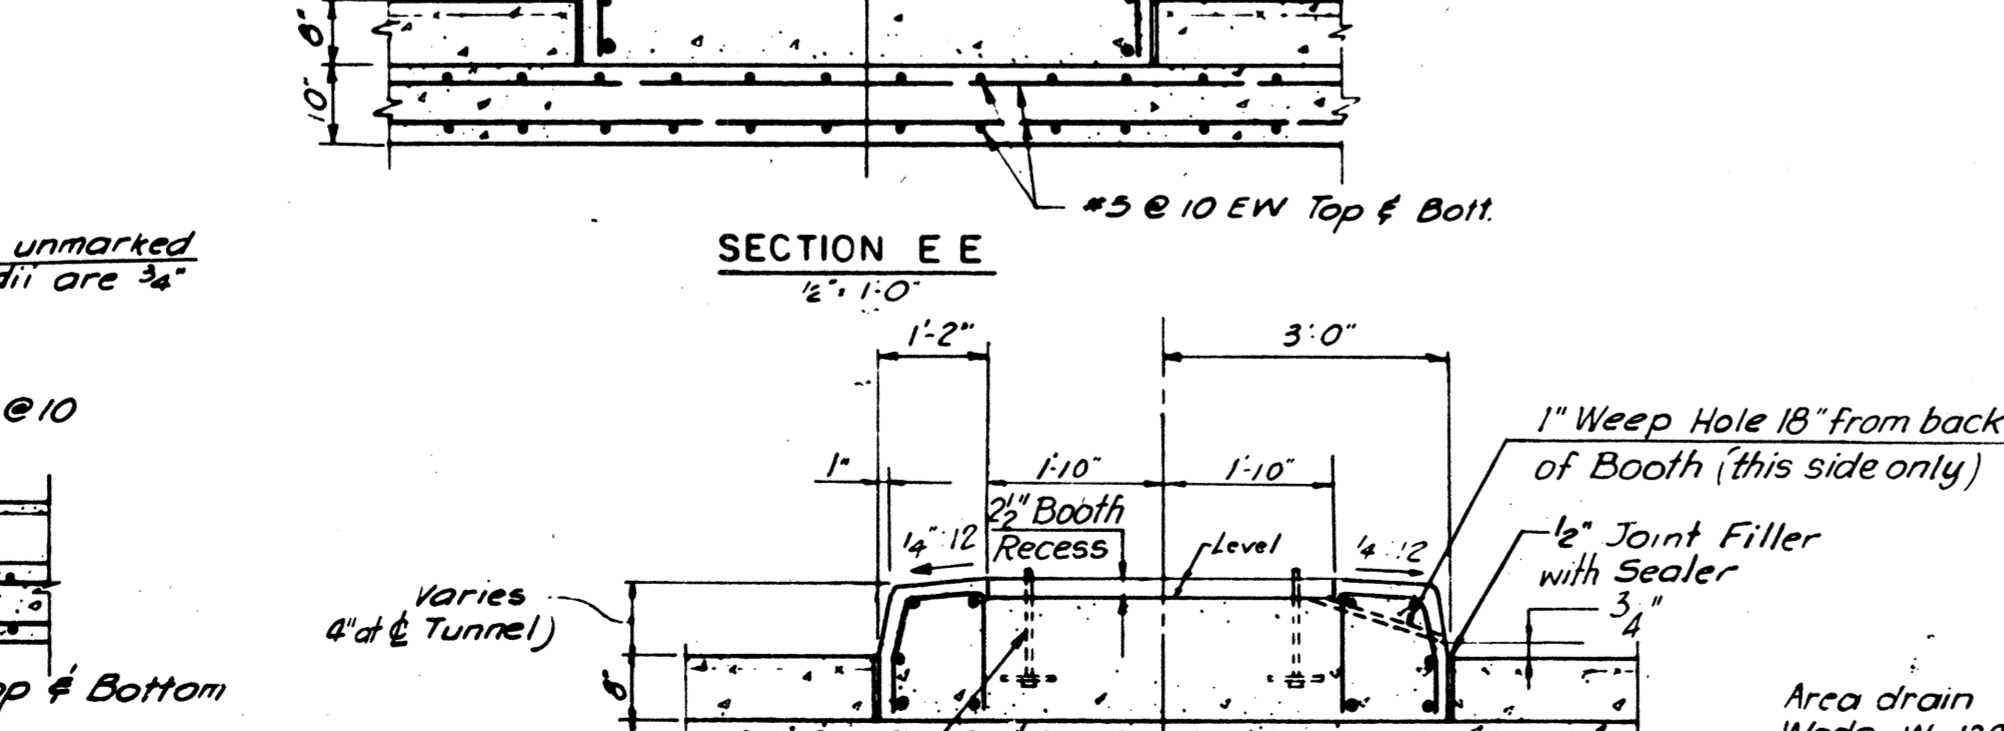 8"
10"
#5 @ 10 EW Top & Bott.
SECTION E E
½" = 1'-0"
unmarked
dii are ¾"
@10
p & Bottom
1'-2"
3'-0"
1"
1'-10"
1'-10"
2½" Booth
Recess
¼" : 12
Level
¼ : 12
1" Weep Hole 18" from back
of Booth (this side only)
½" Joint Filler
with Sealer
¾"
varies
4" at ℄ Tunnel)
8"
Area drain